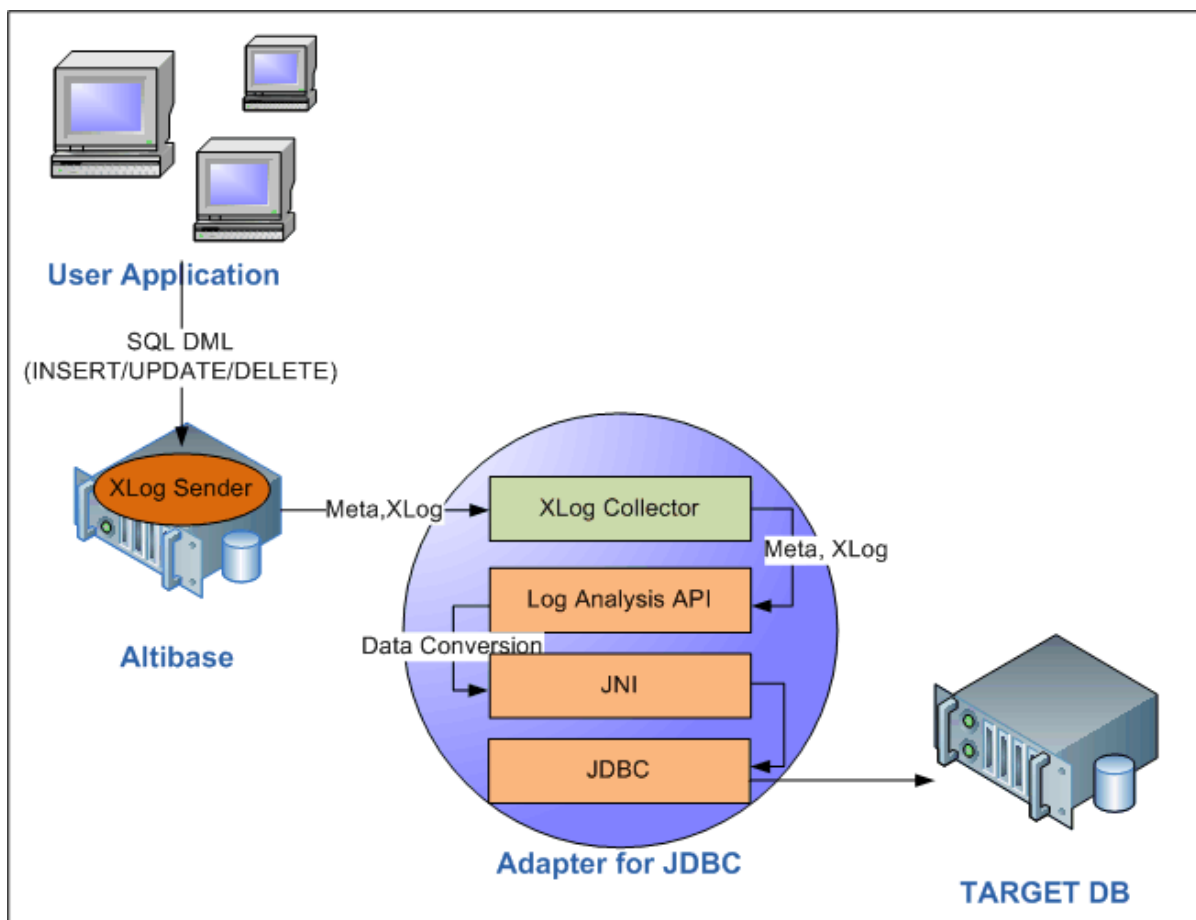 User Application
SQL DML
(INSERT/UPDATE/DELETE)
XLog Sender
Altibase
Meta,XLog
XLog Collector
Meta, XLog
Log Analysis API
Data Conversion
JNI
JDBC
Adapter for JDBC
TARGET DB